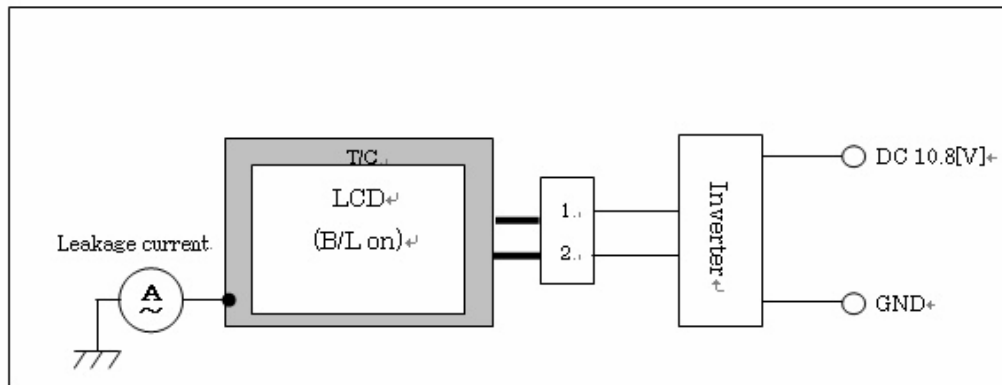 T/C
LCD
(B/L on)
Leakage current.
A
~
1.
2.
Inverter
DC 10.8[V]
GND